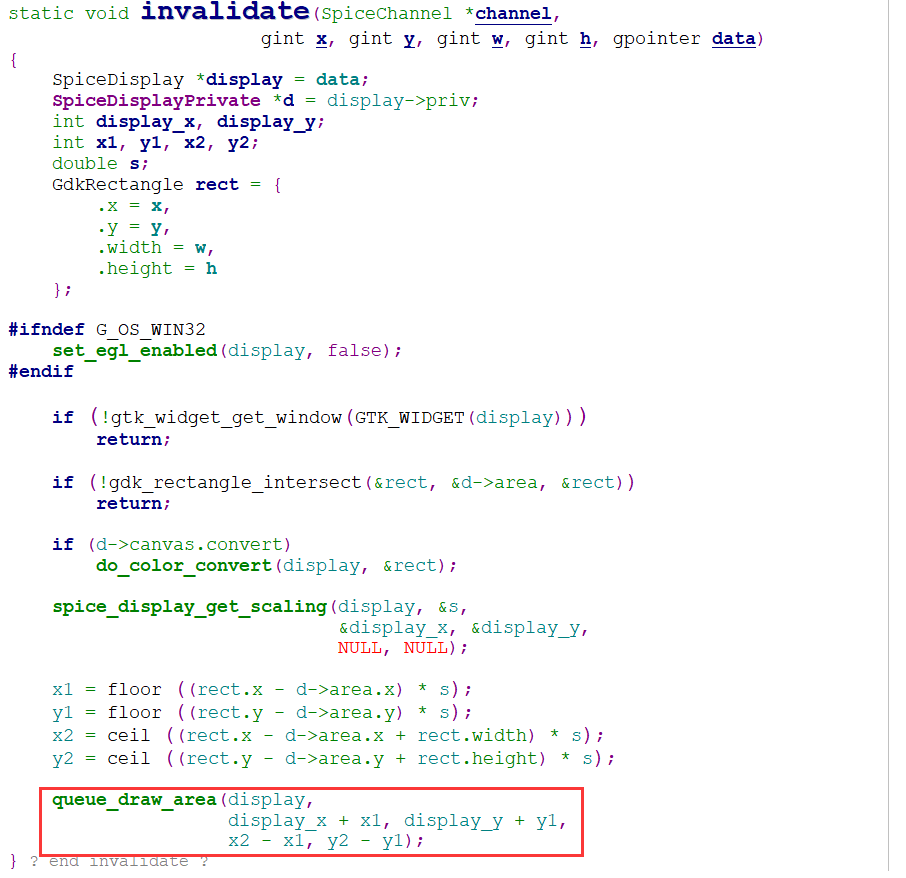 static void invalidate(SpiceChannel *channel,
                       gint x, gint y, gint w, gint h, gpointer data)
{
    SpiceDisplay *display = data;
    SpiceDisplayPrivate *d = display->priv;
    int display_x, display_y;
    int x1, y1, x2, y2;
    double s;
    GdkRectangle rect = {
        .x = x,
        .y = y,
        .width = w,
        .height = h
    };
#ifndef G_OS_WIN32
    set_egl_enabled(display, false);
#endif
    if (!gtk_widget_get_window(GTK_WIDGET(display)))
        return;
    if (!gdk_rectangle_intersect(&rect, &d->area, &rect))
        return;
    if (d->canvas.convert)
        do_color_convert(display, &rect);
    spice_display_get_scaling(display, &s,
                              &display_x, &display_y,
                              NULL, NULL);
    x1 = floor ((rect.x - d->area.x) * s);
    y1 = floor ((rect.y - d->area.y) * s);
    x2 = ceil ((rect.x - d->area.x + rect.width) * s);
    y2 = ceil ((rect.y - d->area.y + rect.height) * s);
    queue_draw_area(display,
                    display_x + x1, display_y + y1,
                    x2 - x1, y2 - y1);
} ? end invalidate ?